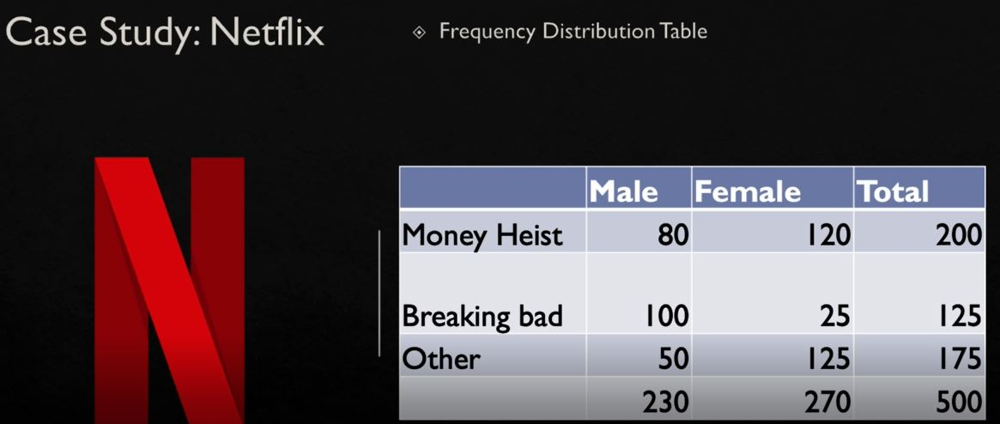 Case Study: Netflix
Frequency Distribution Table
Male Female Total
Money Heist 80 120 200
Breaking bad 100 25 125
Other 50 125 175
230 270 500